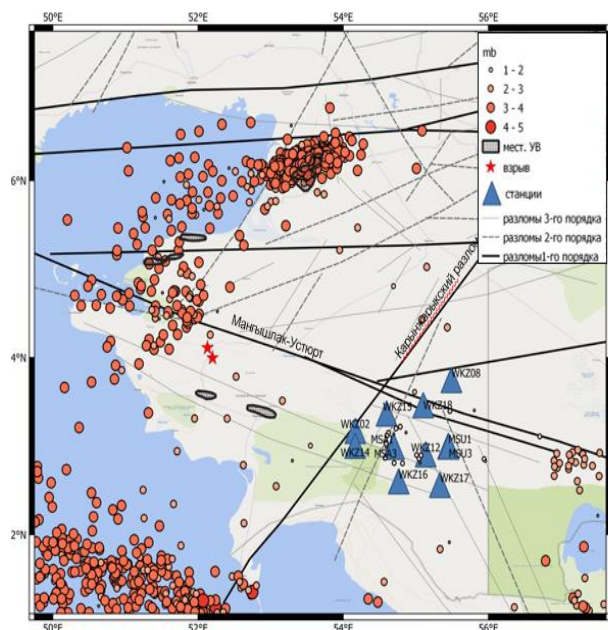 50°E 52°E 54°E 56°E
mb
1 - 2
2 - 3
3 - 4
4 - 5
мест. УВ
взрыв
станции
разломы 3-го порядка
разломы 2-го порядка
разломы1-го порядка
6°N
Мангышлак-Устюрт
4°N
WKZ08
WKZ15
WKZ18
WKZ02
MSU1
WKZ12
WKZ14
MSA3
MSU3
WKZ16
WKZ17
2°N
50°E 52°E 54°E 56°E